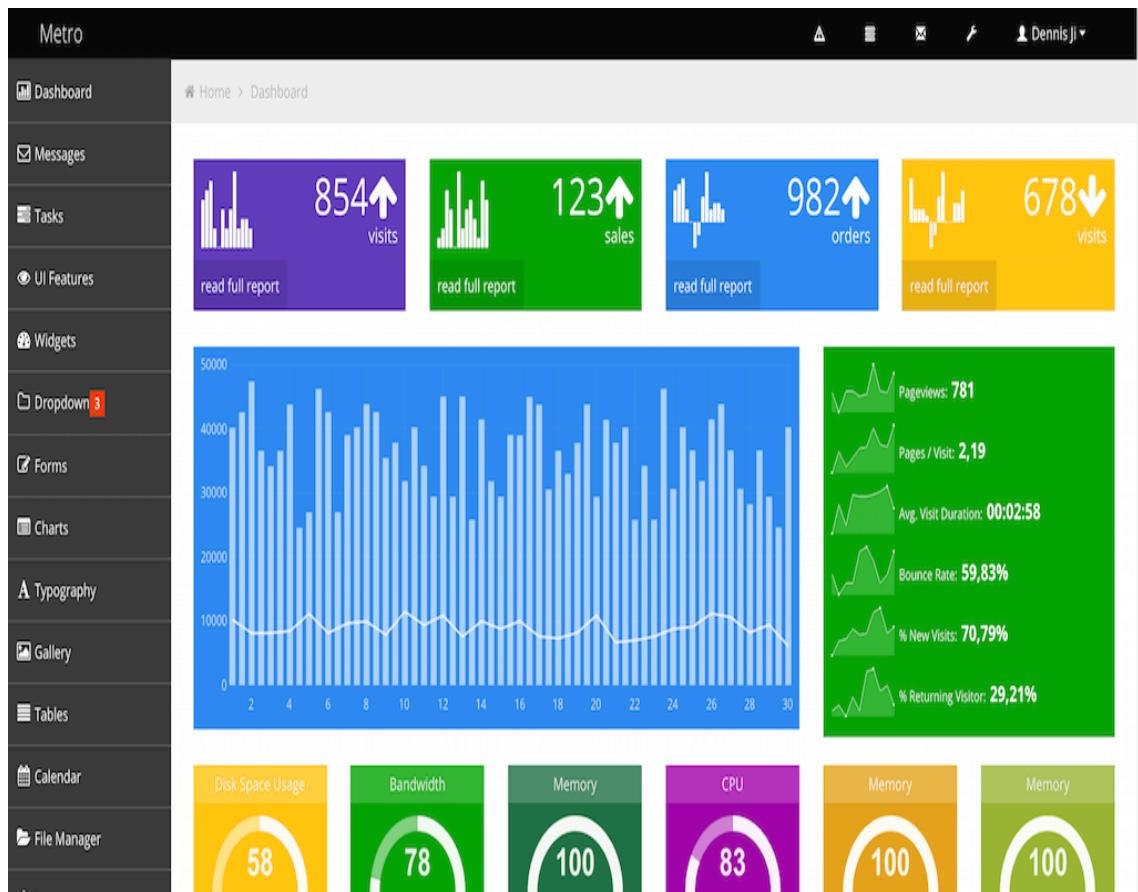 Metro
Dennis Ji
Dashboard
Messages
Tasks
UI Features
Widgets
Dropdown 3
Forms
Charts
Typography
Gallery
Tables
Calendar
File Manager
Home > Dashboard
854
visits
read full report
123
sales
read full report
982
orders
read full report
678
visits
read full report
50000
40000
30000
20000
10000
0
2 4 6 8 10 12 14 16 18 20 22 24 26 28 30
Pageviews: 781
Pages / Visit: 2,19
Avg. Visit Duration: 00:02:58
Bounce Rate: 59,83%
% New Visits: 70,79%
% Returning Visitor: 29,21%
Disk Space Usage
58
Bandwidth
78
Memory
100
CPU
83
Memory
100
Memory
100